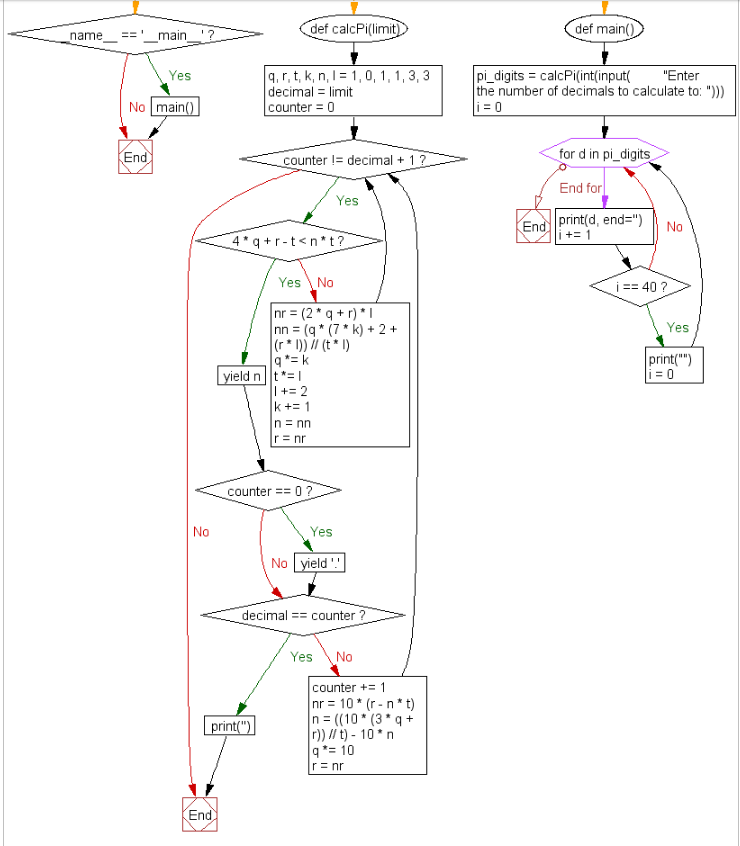 __name__ == '__main__' ?
Yes
No
main()
End
def calcPi(limit)
q, r, t, k, n, l = 1, 0, 1, 1, 3, 3
decimal = limit
counter = 0
counter != decimal + 1 ?
Yes
4 * q + r - t < n * t ?
Yes
No
nr = (2 * q + r) * l
nn = (q * (7 * k) + 2 +
(r * l)) // (t * l)
q *= k
t *= l
l += 2
k += 1
n = nn
r = nr
yield n
counter == 0 ?
No
Yes
No
yield '.'
decimal == counter ?
Yes
No
counter += 1
nr = 10 * (r - n * t)
n = ((10 * (3 * q +
r)) // t) - 10 * n
q *= 10
r = nr
print('')
End
def main()
pi_digits = calcPi(int(input( "Enter
the number of decimals to calculate to: ")))
i = 0
for d in pi_digits
End for
End
print(d, end='')
i += 1
No
i == 40 ?
Yes
print("")
i = 0